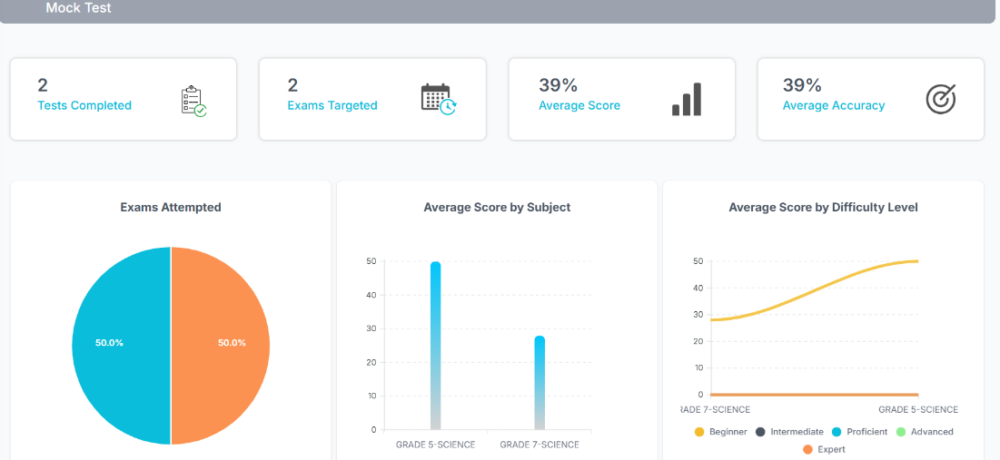 Mock Test
2
Tests Completed
2
Exams Targeted
39%
Average Score
39%
Average Accuracy
Exams Attempted
50.0%
50.0%
Average Score by Subject
50
40
30
20
10
0
GRADE 5-SCIENCE
GRADE 7-SCIENCE
Average Score by Difficulty Level
50
40
30
20
10
0
RADE 7-SCIENCE
GRADE 5-SCIENCE
Beginner
Intermediate
Proficient
Advanced
Expert